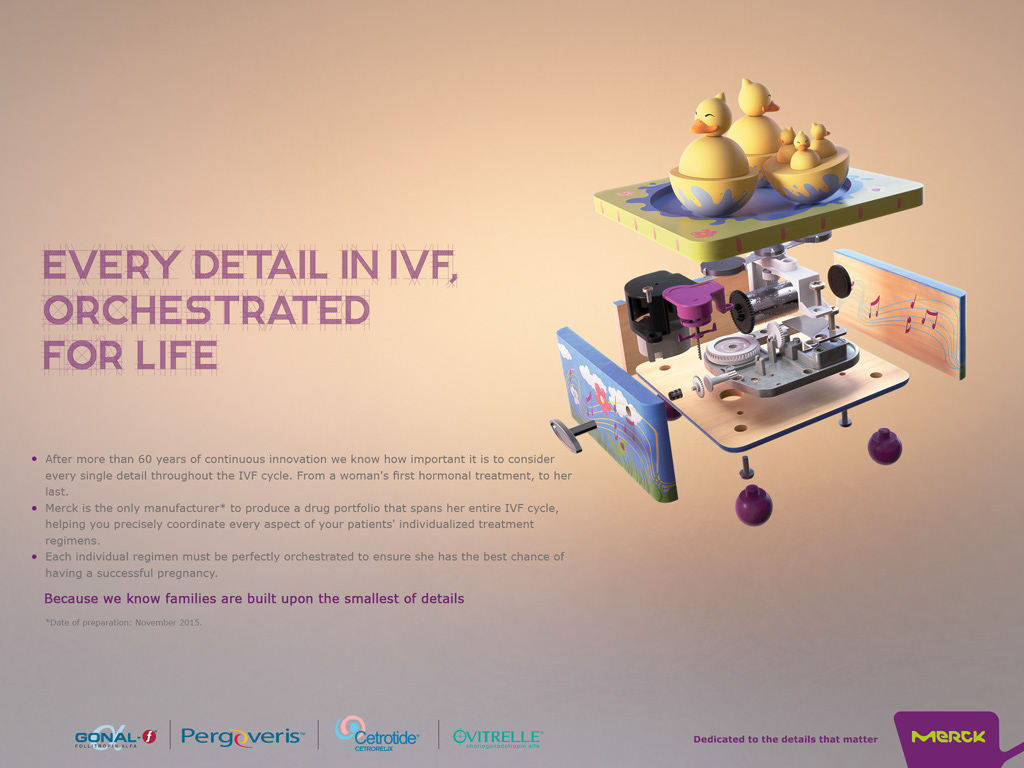 EVERY DETAIL IN IVF,
ORCHESTRATED
FOR LIFE
• After more than 60 years of continuous innovation we know how important it is to consider
every single detail throughout the IVF cycle. From a woman's first hormonal treatment, to her
last.
• Merck is the only manufacturer* to produce a drug portfolio that spans her entire IVF cycle,
helping you precisely coordinate every aspect of your patients' individualized treatment
regimens.
• Each individual regimen must be perfectly orchestrated to ensure she has the best chance of
having a successful pregnancy.
Because we know families are built upon the smallest of details
*Date of preparation: November 2015.
GONAL-f
FOLLITROPIN ALFA
Pergoveris™
Cetrotide®
CETRORELIX
OVITRELLE®
choriogonadotropin alfa
Dedicated to the details that matter
MERCK